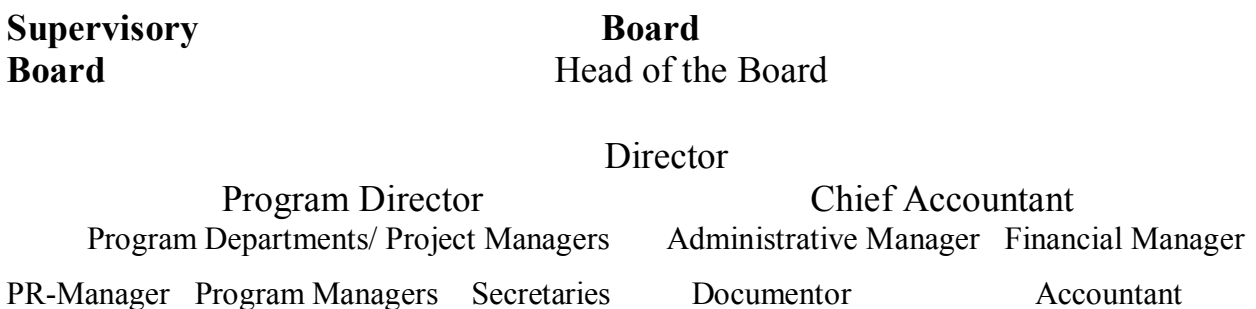 Supervisory Board
Board Head of the Board
Director
Program Director Chief Accountant
Program Departments/ Project Managers Administrative Manager Financial Manager
PR-Manager Program Managers Secretaries Documentor Accountant